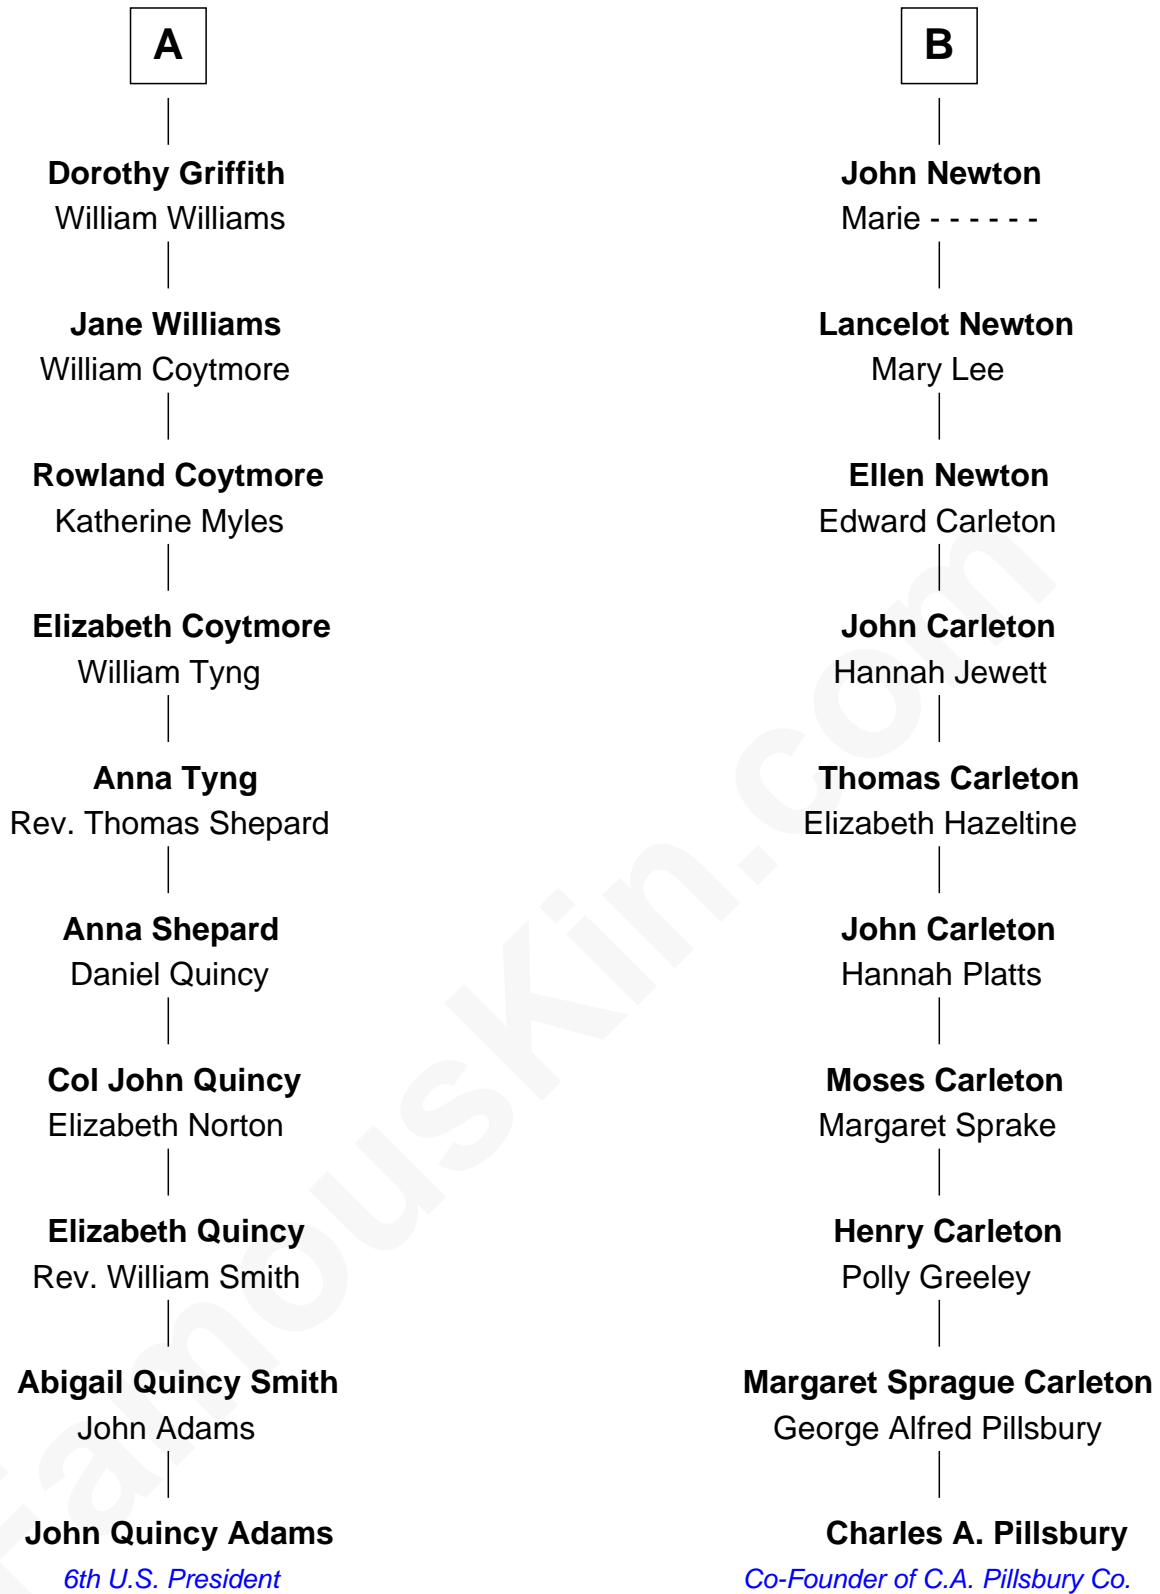 A
Dorothy Griffith
William Williams
Jane Williams
William Coytmore
Rowland Coytmore
Katherine Myles
Elizabeth Coytmore
William Tyng
Anna Tyng
Rev. Thomas Shepard
Anna Shepard
Daniel Quincy
Col John Quincy
Elizabeth Norton
Elizabeth Quincy
Rev. William Smith
Abigail Quincy Smith
John Adams
John Quincy Adams
6th U.S. President
B
John Newton
Marie - - - - - -
Lancelot Newton
Mary Lee
Ellen Newton
Edward Carleton
John Carleton
Hannah Jewett
Thomas Carleton
Elizabeth Hazeltine
John Carleton
Hannah Platts
Moses Carleton
Margaret Sprake
Henry Carleton
Polly Greeley
Margaret Sprague Carleton
George Alfred Pillsbury
Charles A. Pillsbury
Co-Founder of C.A. Pillsbury Co.
FamousKin.com